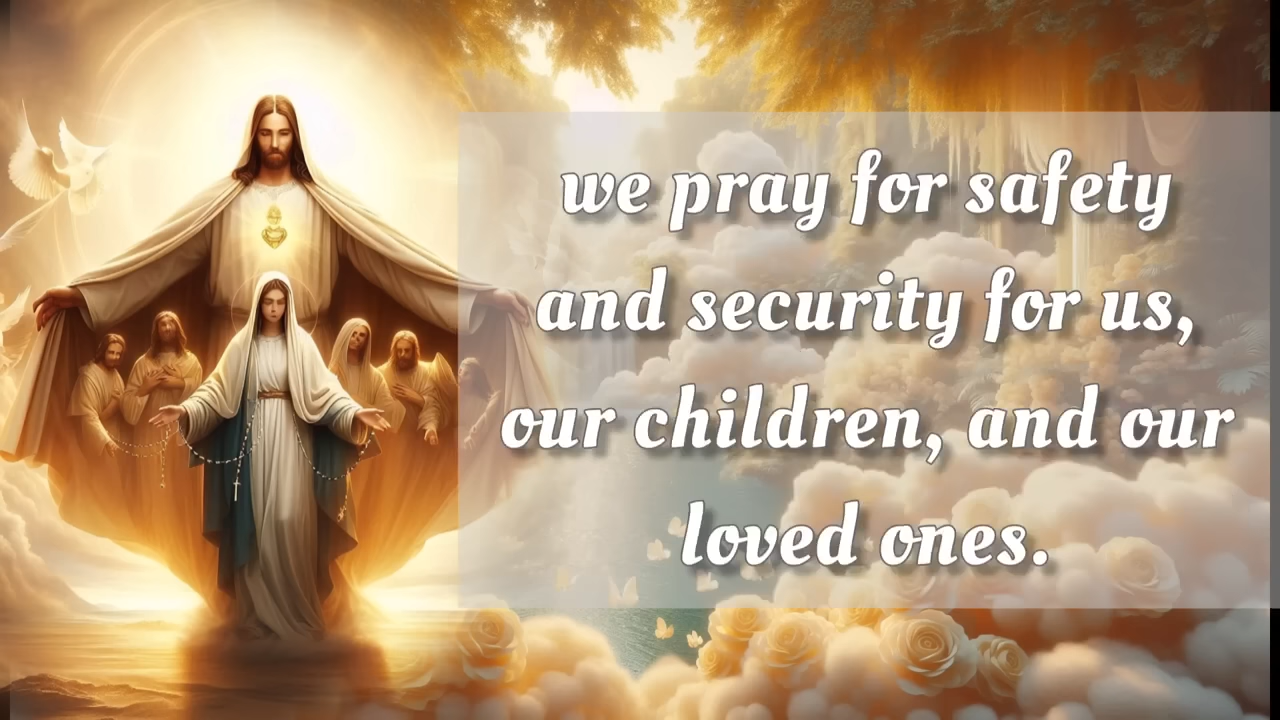 we pray for safety
and security for us,
our children, and our
loved ones.